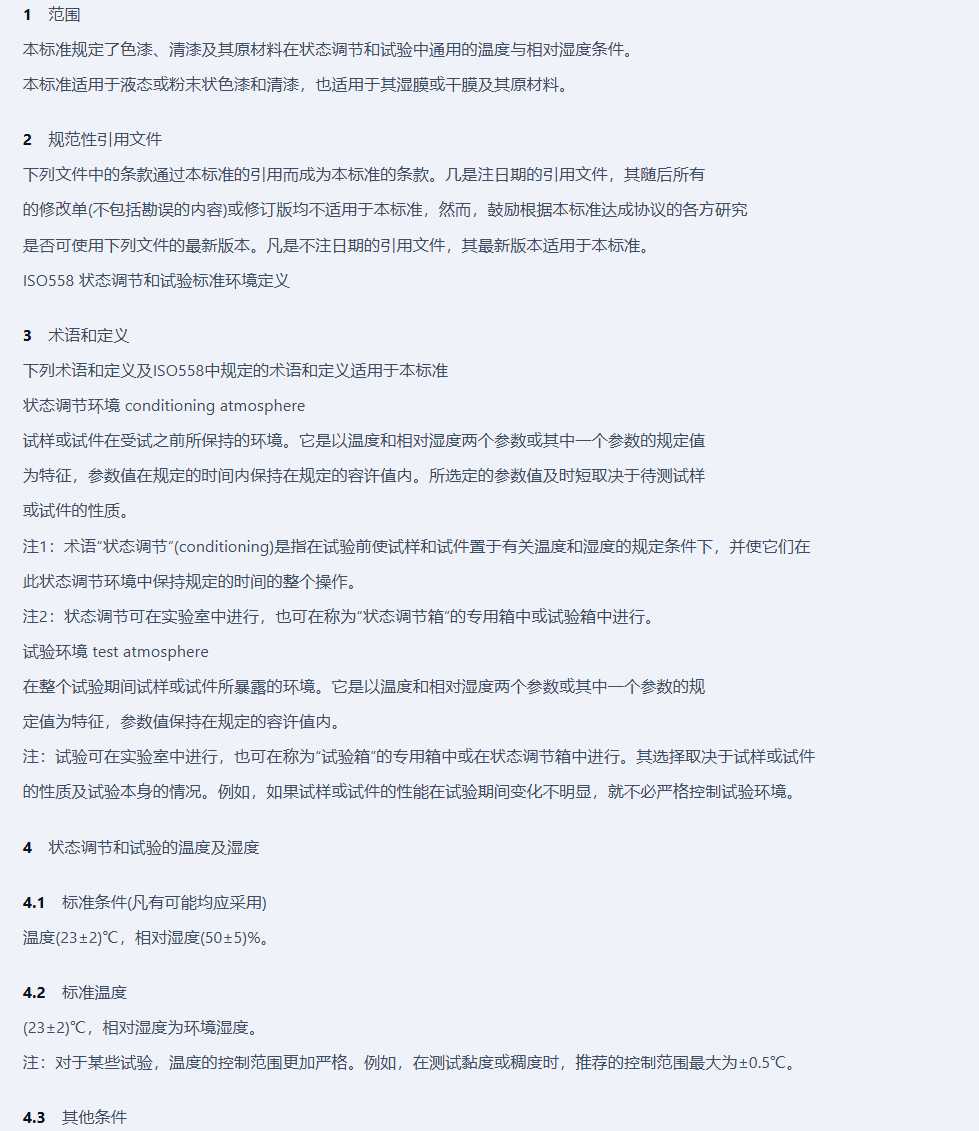 1 范围
本标准规定了色漆、清漆及其原材料在状态调节和试验中通用的温度与相对湿度条件。
本标准适用于液态或粉末状色漆和清漆，也适用于其湿膜或干膜及其原材料。
2 规范性引用文件
下列文件中的条款通过本标准的引用而成为本标准的条款。几是注日期的引用文件，其随后所有
的修改单(不包括勘误的内容)或修订版均不适用于本标准，然而，鼓励根据本标准达成协议的各方研究
是否可使用下列文件的最新版本。凡是不注日期的引用文件，其最新版本适用于本标准。
ISO558 状态调节和试验标准环境定义
3 术语和定义
下列术语和定义及ISO558中规定的术语和定义适用于本标准
状态调节环境 conditioning atmosphere
试样或试件在受试之前所保持的环境。它是以温度和相对湿度两个参数或其中一个参数的规定值
为特征，参数值在规定的时间内保持在规定的容许值内。所选定的参数值及时短取决于待测试样
或试件的性质。
注1：术语“状态调节”(conditioning)是指在试验前使试样和试件置于有关温度和湿度的规定条件下，并使它们在
此状态调节环境中保持规定的时间的整个操作。
注2：状态调节可在实验室中进行，也可在称为“状态调节箱”的专用箱中或试验箱中进行。
试验环境 test atmosphere
在整个试验期间试样或试件所暴露的环境。它是以温度和相对湿度两个参数或其中一个参数的规
定值为特征，参数值保持在规定的容许值内。
注：试验可在实验室中进行，也可在称为“试验箱”的专用箱中或在状态调节箱中进行。其选择取决于试样或试件
的性质及试验本身的情况。例如，如果试样或试件的性能在试验期间变化不明显，就不必严格控制试验环境。
4 状态调节和试验的温度及湿度
4.1 标准条件(凡有可能均应采用)
温度(23±2)℃，相对湿度(50±5)%。
4.2 标准温度
(23±2)℃，相对湿度为环境湿度。
注：对于某些试验，温度的控制范围更加严格。例如，在测试黏度或稠度时，推荐的控制范围最大为±0.5℃。
4.3 其他条件